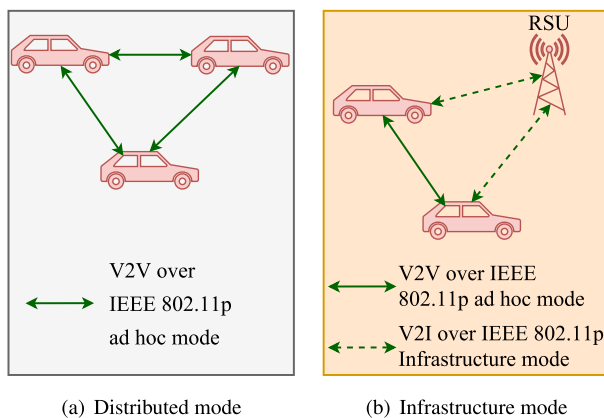 V2V over
IEEE 802.11p
ad hoc mode
(a) Distributed mode
RSU
V2V over IEEE
802.11p ad hoc mode
V2I over IEEE 802.11p
Infrastructure mode
(b) Infrastructure mode